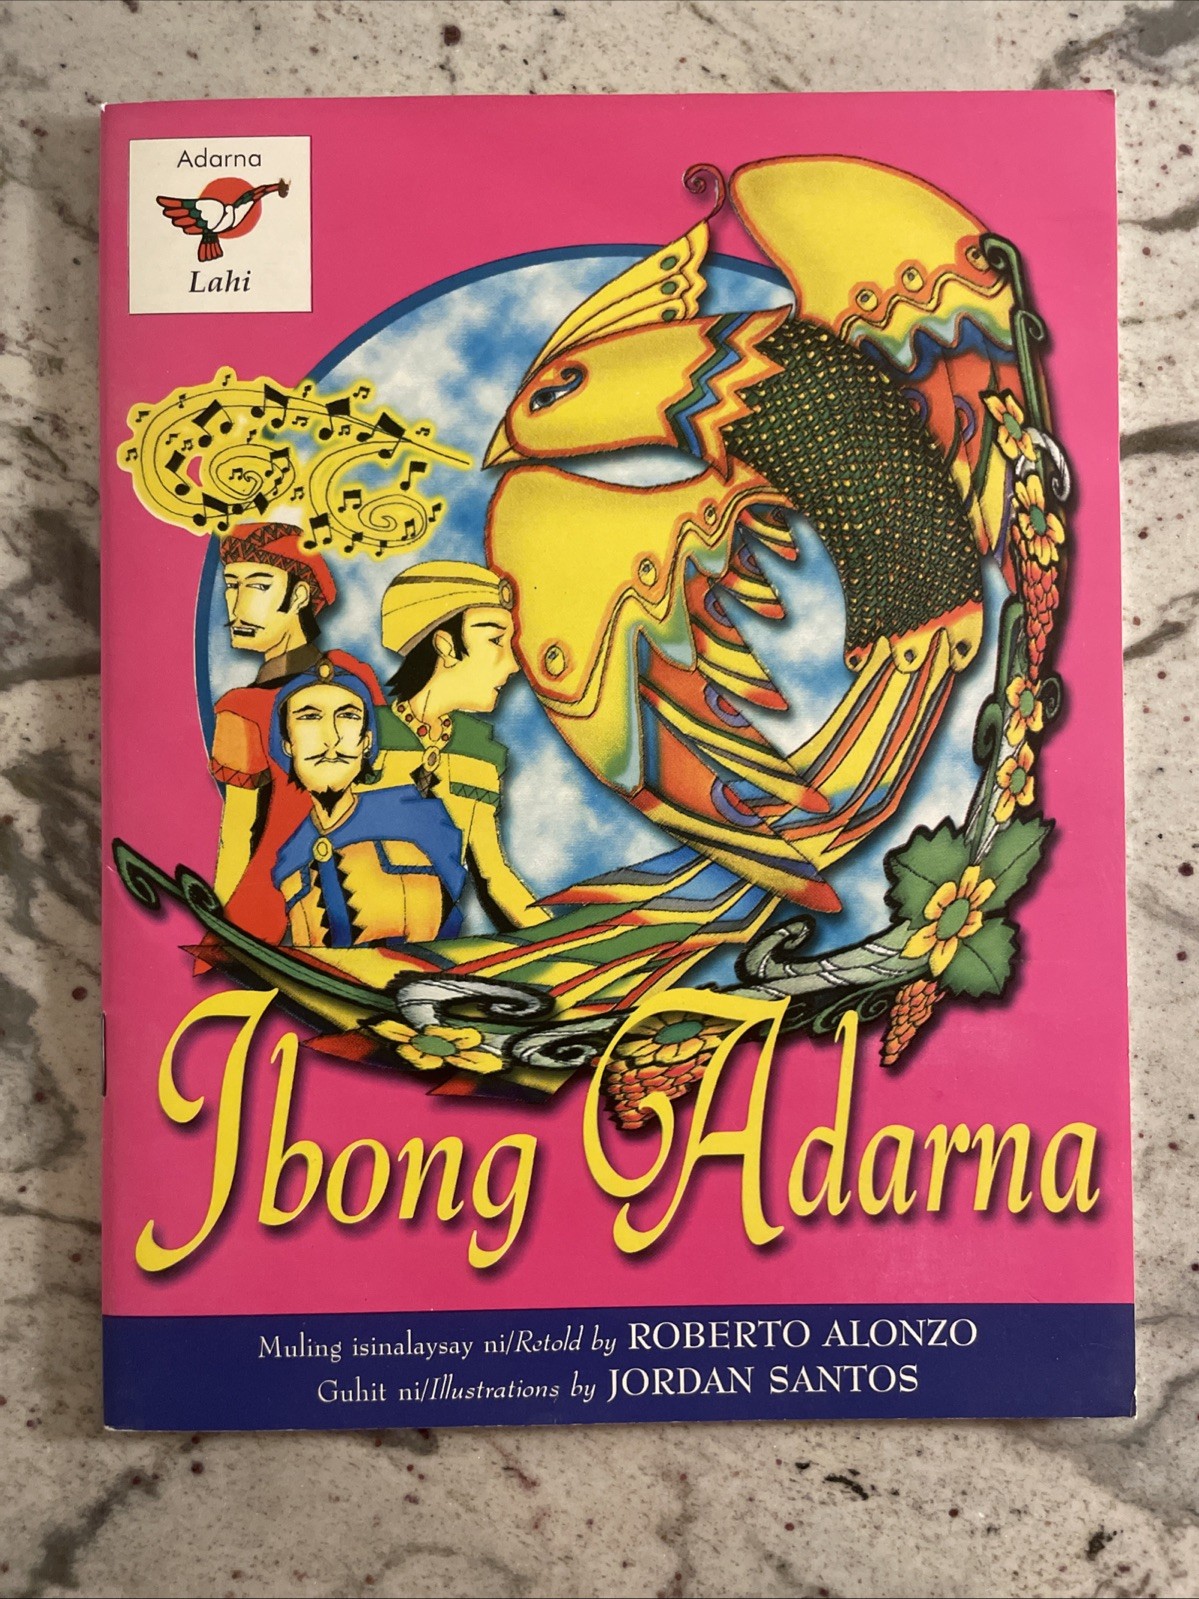 Adarna
Lahi
Ibong Adarna
Muling isinalaysay ni/Retold by ROBERTO ALONZO
Guhit ni/Illustrations by JORDAN SANTOS